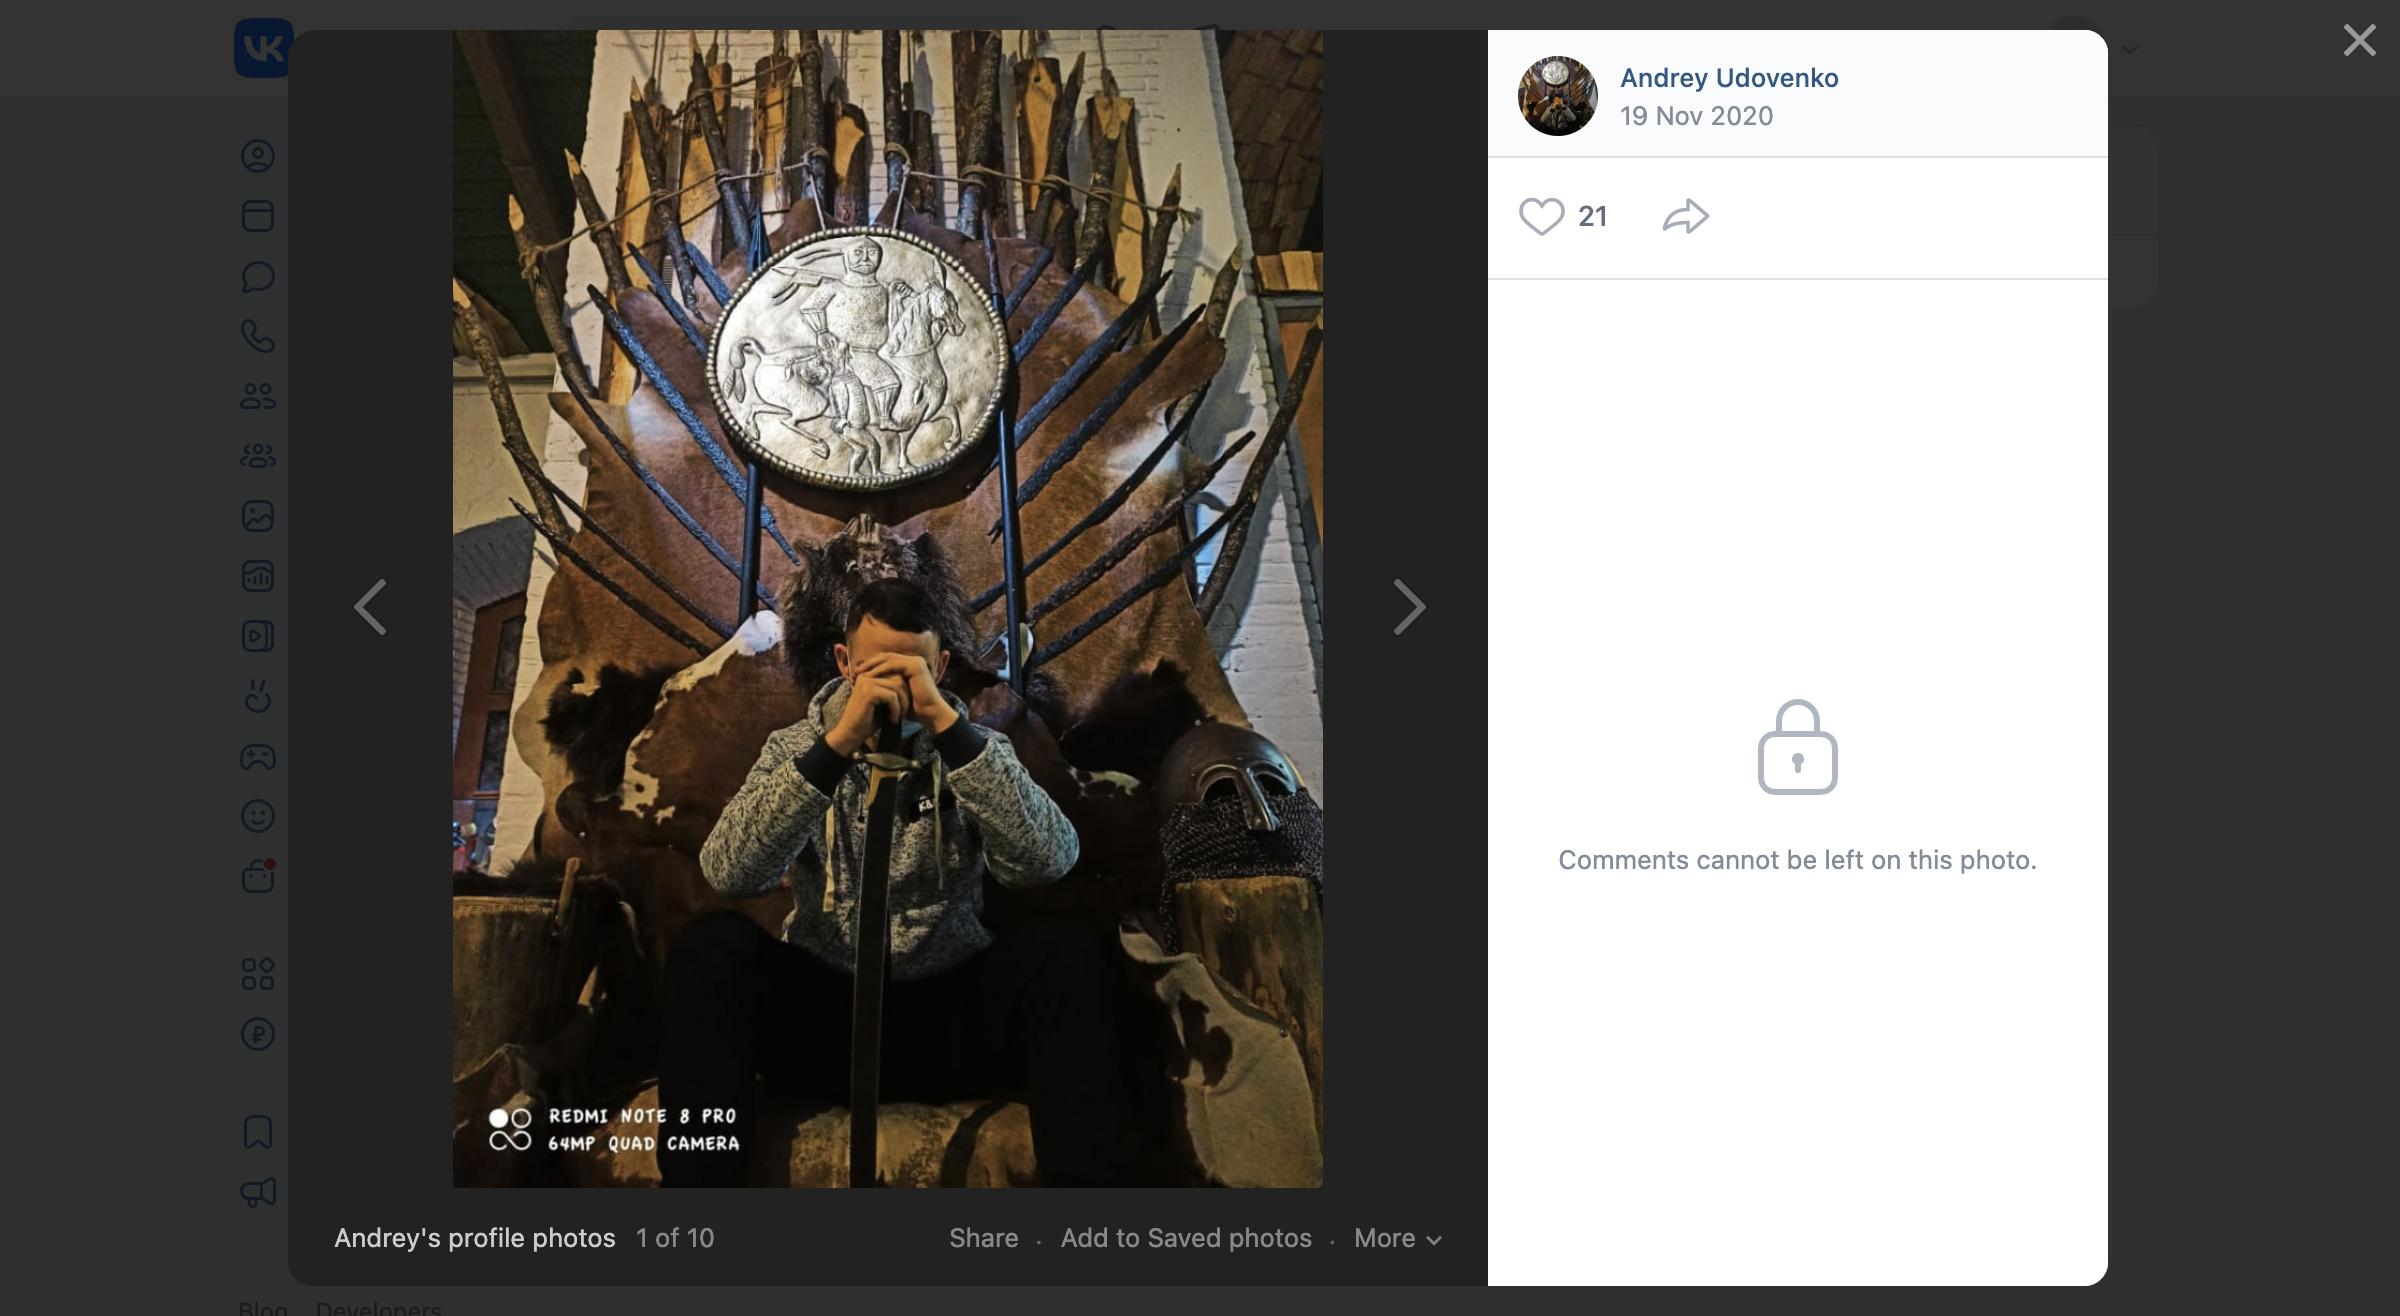 VK
Andrey Udovenko
19 Nov 2020
21
K&
REDMI NOTE 8 PRO
64MP QUAD CAMERA
Comments cannot be left on this photo.
Andrey's profile photos 1 of 10
Share · Add to Saved photos · More
Blog Developers